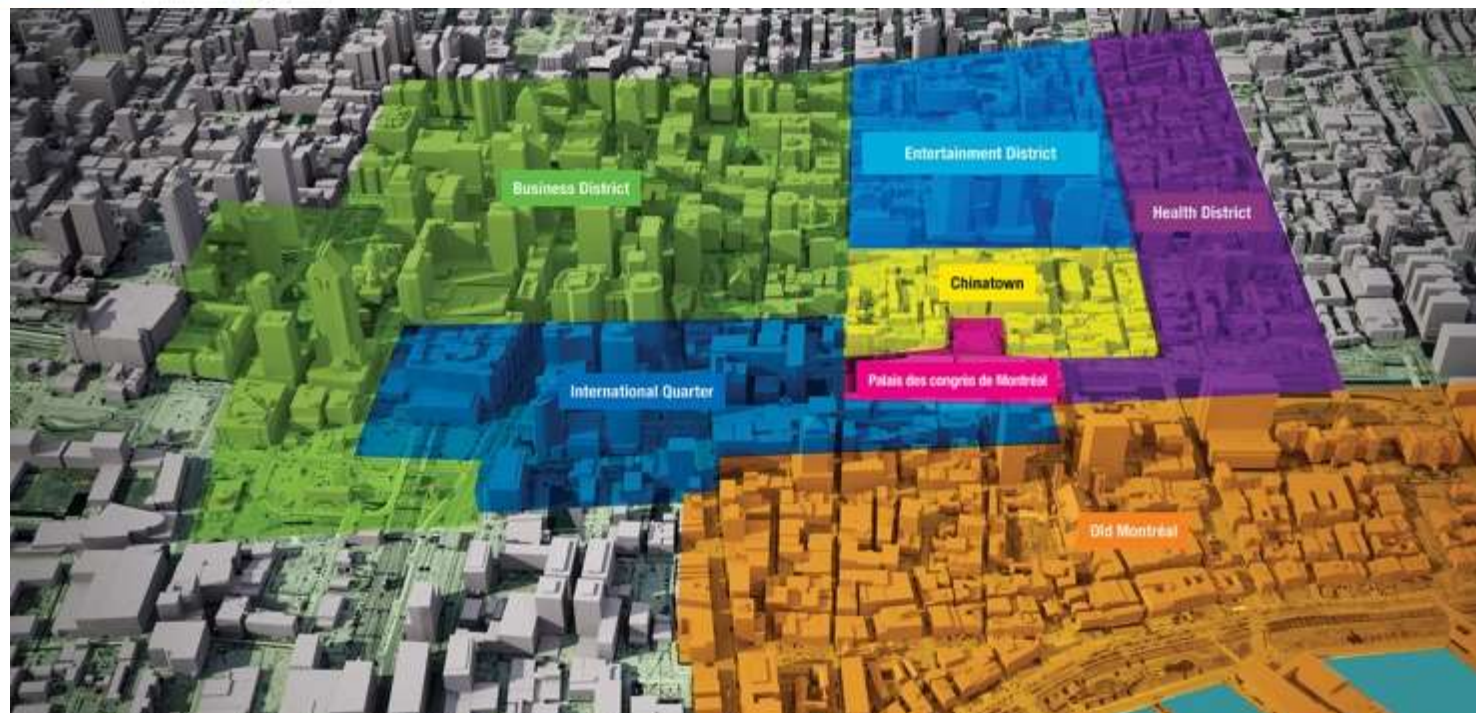 Entertainment District
Business District
Health District
Chinatown
Palais des congrès de Montréal
International Quarter
Old Montréal